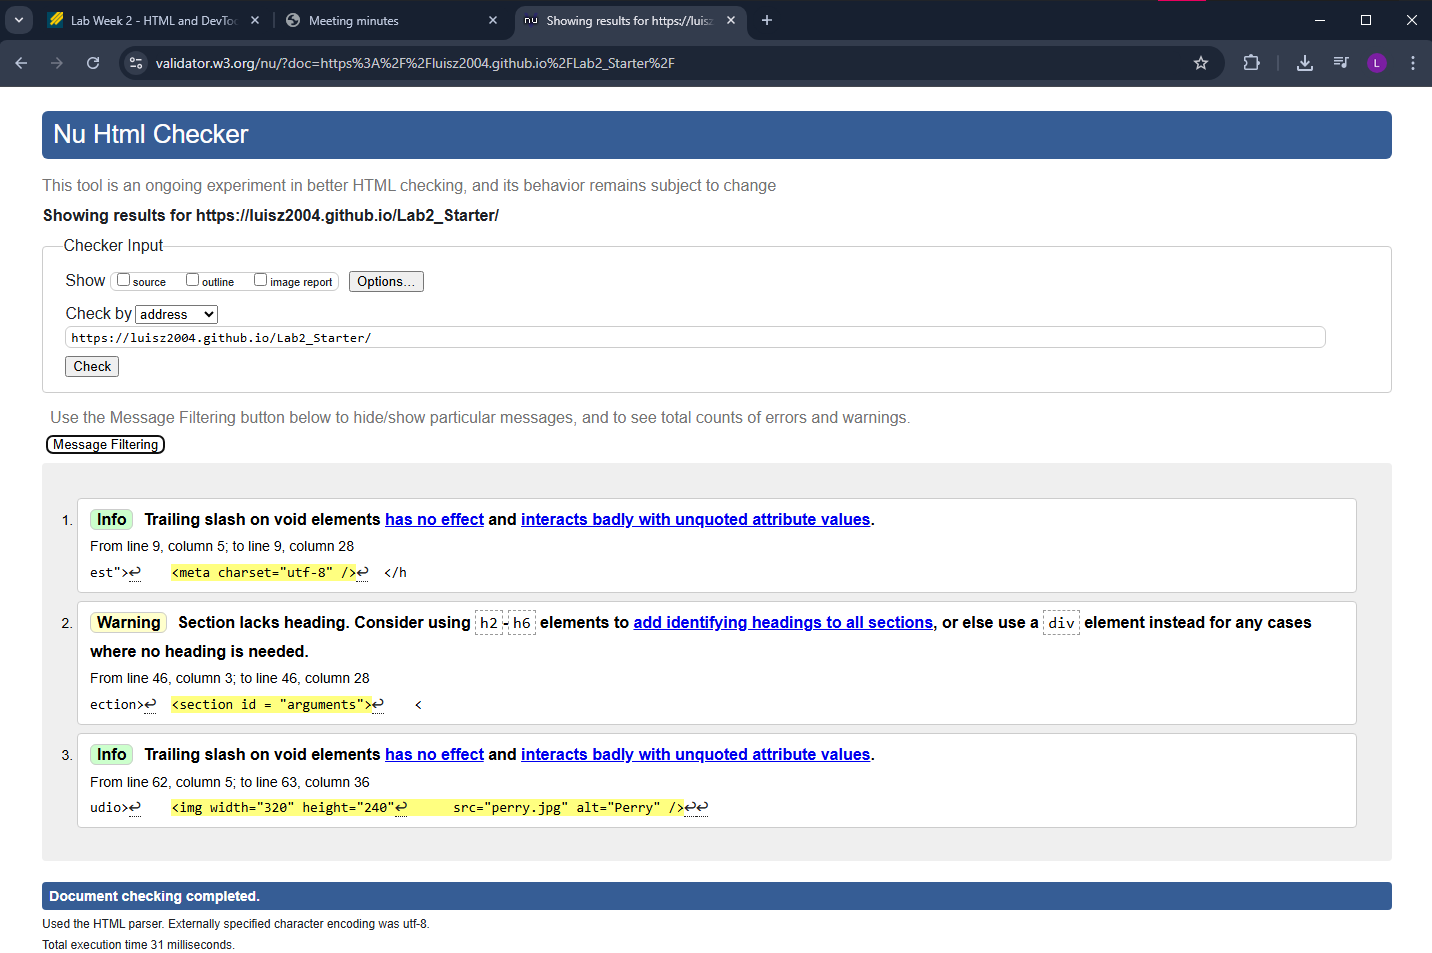 Lab Week 2 - HTML and DevToo
Meeting minutes
nu Showing results for https://luisz
validator.w3.org/nu/?doc=https%3A%2F%2Fluisz2004.github.io%2FLab2_Starter%2F
L
Nu Html Checker
This tool is an ongoing experiment in better HTML checking, and its behavior remains subject to change
Showing results for https://luisz2004.github.io/Lab2_Starter/
Checker Input
Show source outline image report Options...
Check by address
https://luisz2004.github.io/Lab2_Starter/
Check
Use the Message Filtering button below to hide/show particular messages, and to see total counts of errors and warnings.
Message Filtering
1. Info Trailing slash on void elements has no effect and interacts badly with unquoted attribute values.
From line 9, column 5; to line 9, column 28
est">↩ <meta charset="utf-8" />↩ </h
2. Warning Section lacks heading. Consider using h2-h6 elements to add identifying headings to all sections, or else use a div element instead for any cases
where no heading is needed.
From line 46, column 3; to line 46, column 28
ection>↩ <section id = "arguments">↩ <
3. Info Trailing slash on void elements has no effect and interacts badly with unquoted attribute values.
From line 62, column 5; to line 63, column 36
udio>↩ <img width="320" height="240"↩ src="perry.jpg" alt="Perry" />↩↩
Document checking completed.
Used the HTML parser. Externally specified character encoding was utf-8.
Total execution time 31 milliseconds.